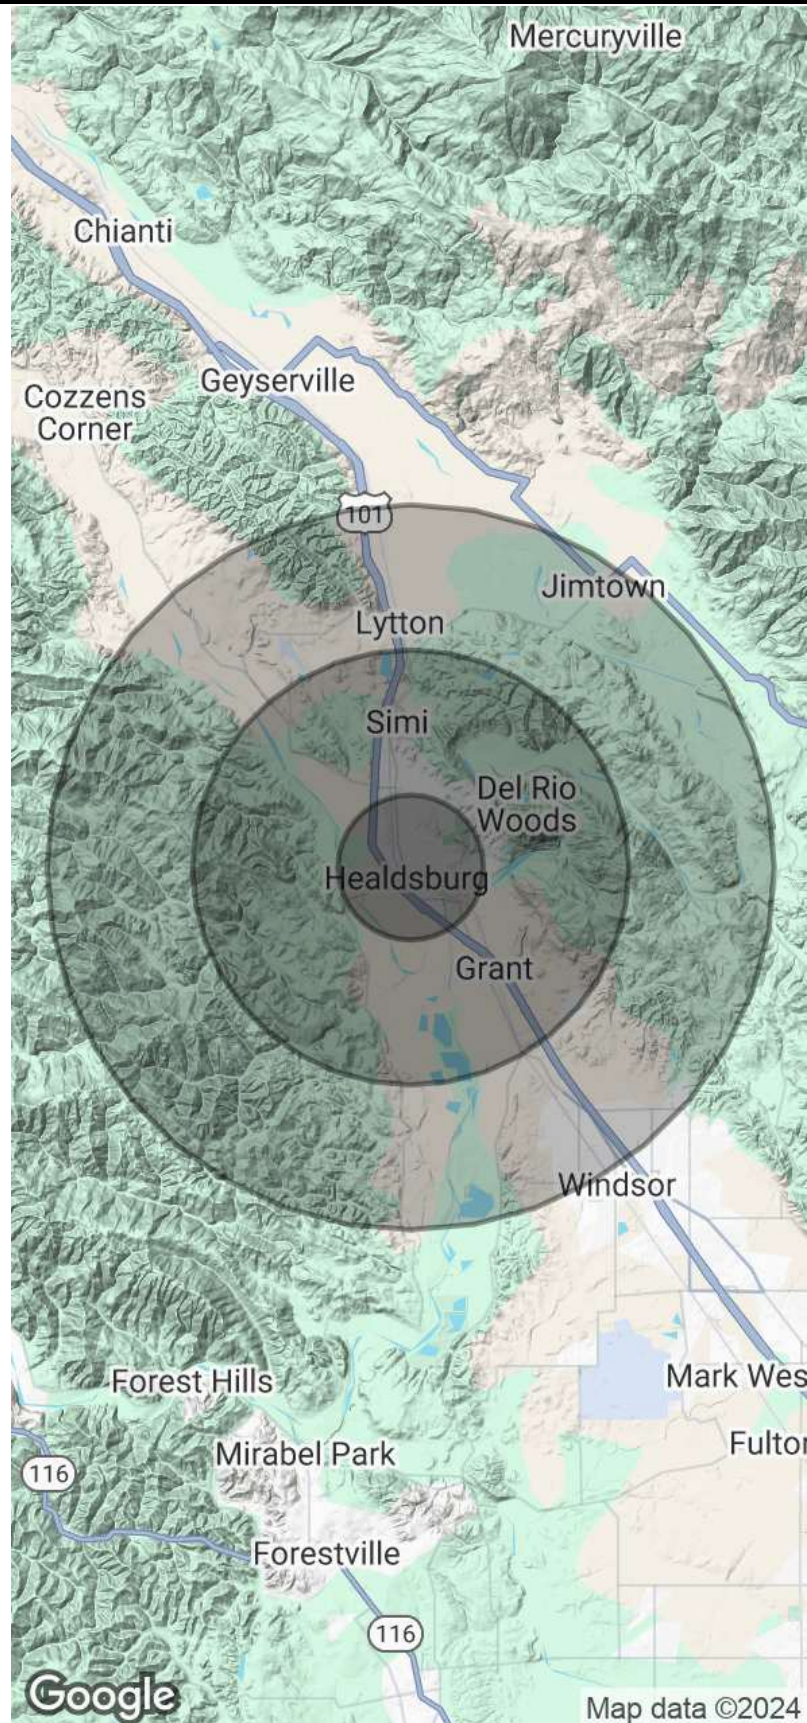 Mercuryville
Chianti
Geyserville
Cozzens
Corner
101
Jimtown
Lytton
Simi
Del Rio
Woods
Healdsburg
Grant
Windsor
Forest Hills
Mark Wes
Fulton
Mirabel Park
116
Forestville
116
Google
Map data ©2024